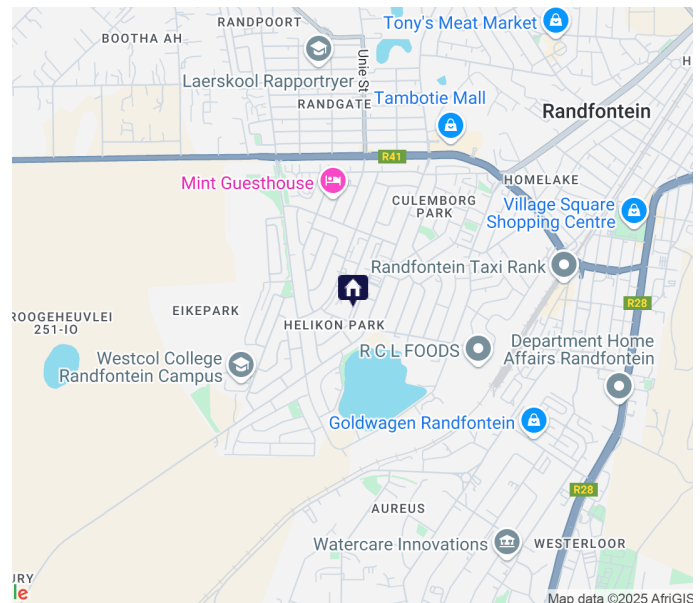 RANDPOORT
Tony's Meat Market
BOOTHA AH
Laerskool Rapportryer
Unie St
RANDGATE
Tambotie Mall
Randfontein
R41
Mint Guesthouse
HOMELAKE
CULEMBORG
PARK
Village Square
Shopping Centre
Randfontein Taxi Rank
R28
EIKEPARK
ROOGEHEUVLEI
251-IO
HELIKON PARK
R C L FOODS
Department Home
Affairs Randfontein
Westcol College
Randfontein Campus
Goldwagen Randfontein
R28
AUREUS
Watercare Innovations
WESTERLOOR
URY
le
Map data ©2025 AfriGIS